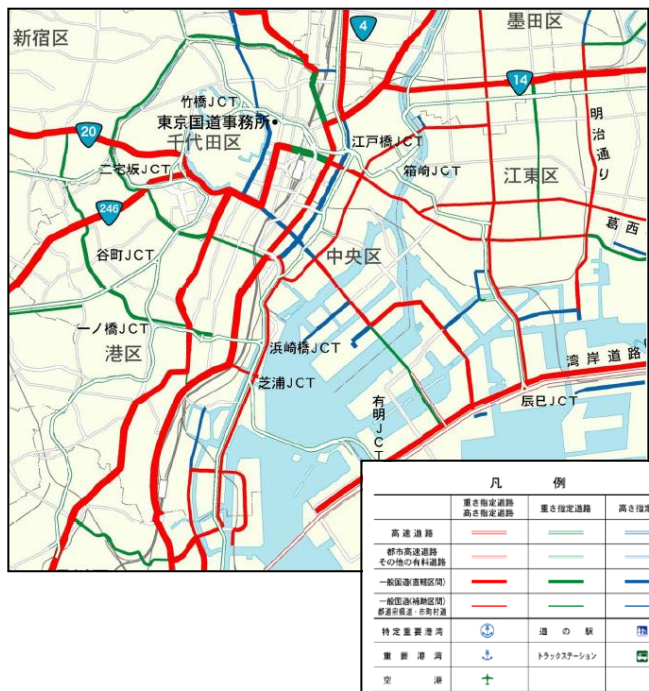 新宿区
4
墨田区
14
竹橋JCT
東京国道事務所
20
千代田区
江戸橋JCT
明治通り
二宅坂JCT
箱崎JCT
江東区
246
葛西
谷町JCT
中央区
一ノ橋JCT
港区
浜崎橋JCT
湾岸道路
芝浦JCT
有明JCT
辰巳JCT
凡 例
重さ指定道路
高さ指定道路
重さ指定道路
高さ指定
高速道路
都市高速道路
その他の有料道路
一般国道(直轄区間)
一般国道(補助区間)
都道府県道・市町村道
特定重要港湾
道の駅
重要港湾
トラックステーション
空港